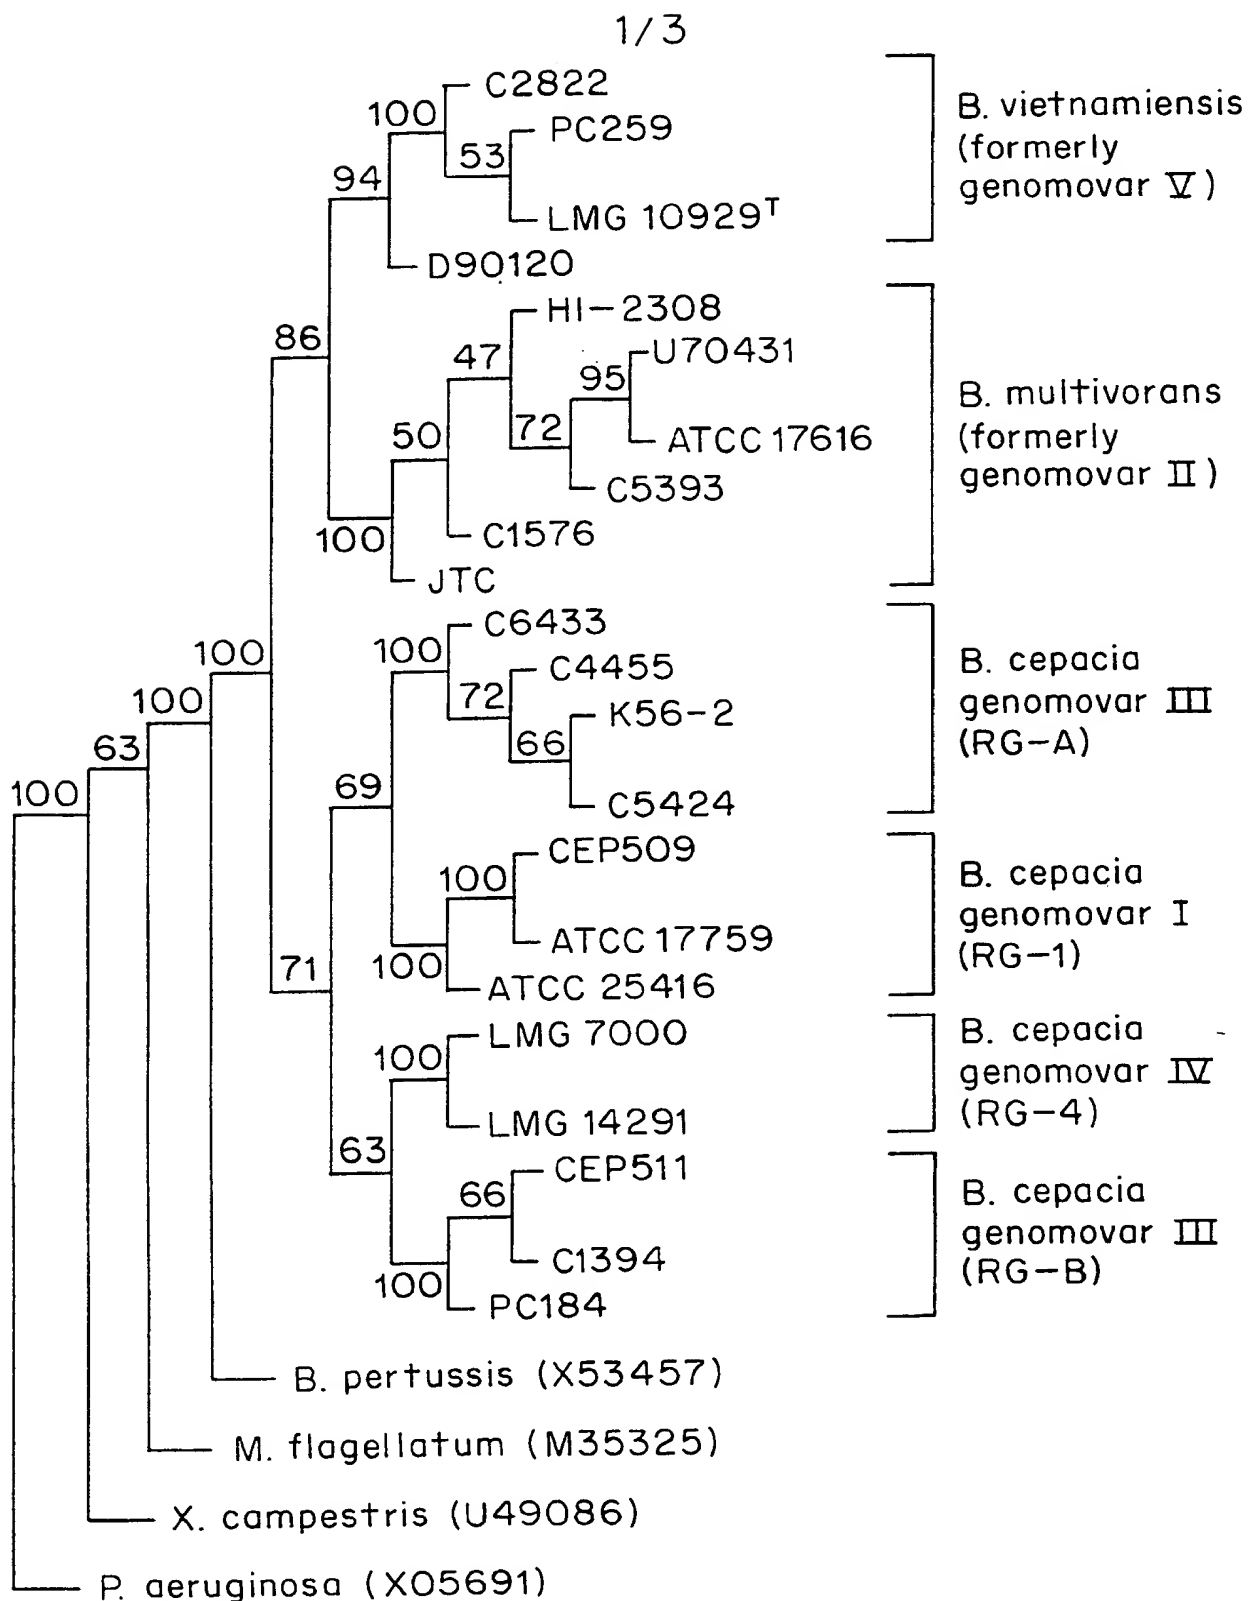 1/3
C2822
100
B. vietnamiensis
(formerly
genomovar V)
PC259
53
94
LMG 10929T
D90120
HI-2308
86
47
U70431
95
B. multivorans
(formerly
genomovar II)
50
72
ATCC 17616
C5393
100
C1576
JTC
C6433
100
100
C4455
B. cepacia
genomovar III
(RG-A)
72
K56-2
100
66
63
69
100
C5424
CEP509
100
B. cepacia
genomovar I
(RG-1)
ATCC 17759
71
100
ATCC 25416
LMG 7000
100
B. cepacia
genomovar IV
(RG-4)
LMG 14291
63
CEP511
66
B. cepacia
genomovar III
(RG-B)
C1394
100
PC184
B. pertussis (X53457)
M. flagellatum (M35325)
X. campestris (U49086)
P. aeruginosa (X05691)